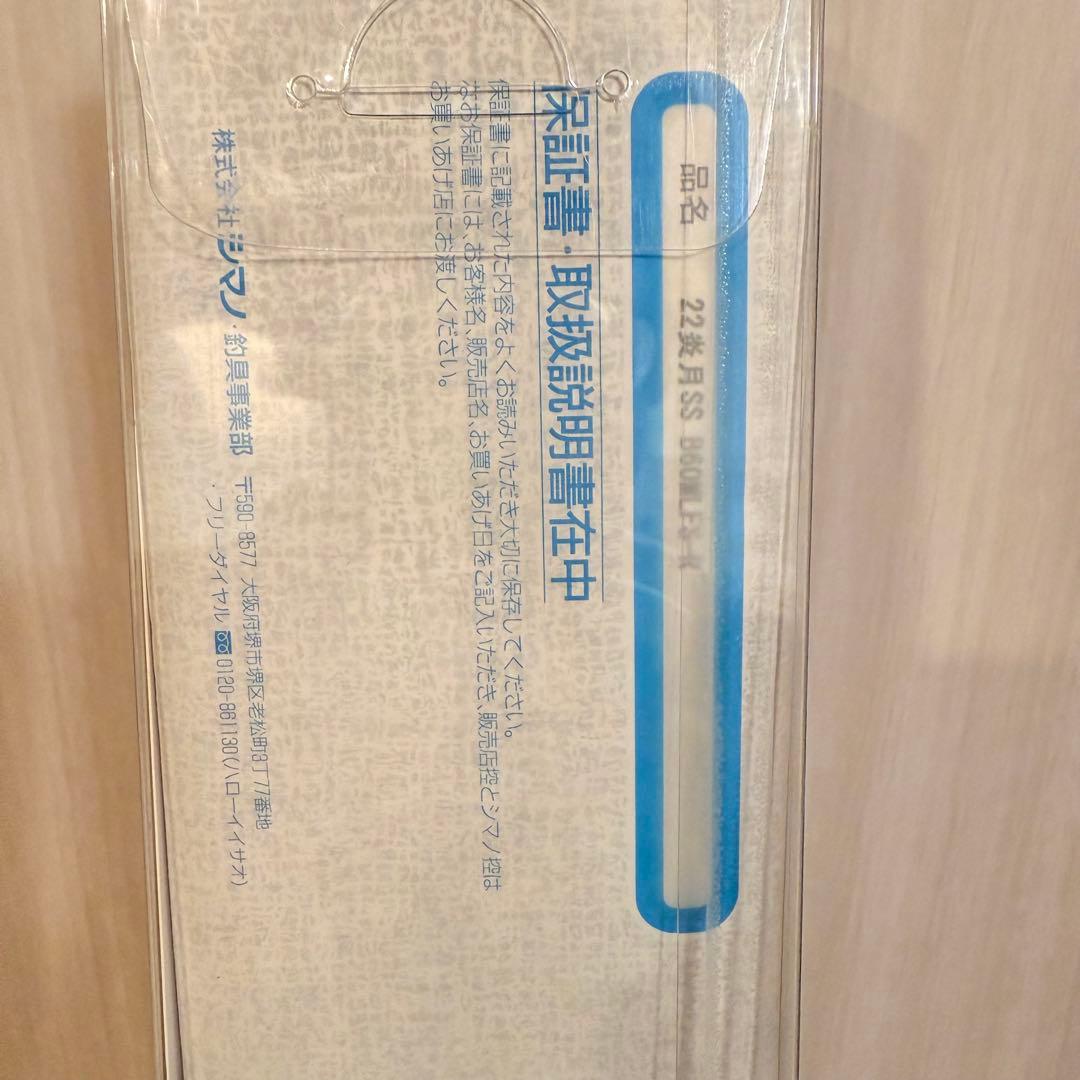 品名 22炎月SS B60ML
保証書・取扱説明書在中
保証書に記載された内容をよくお読みいただき大切に保存してください。
なお保証書には、お客様名、販売店名、お買いあげ日をご記入いただき、販売店控とシマノ控は
お買いあげ店にお渡しください。
株式会社シマノ・釣具事業部 〒590-8577 大阪府堺市堺区老松町3丁77番地
・フリーダイヤル 0120-861130(ハローイイサオ)